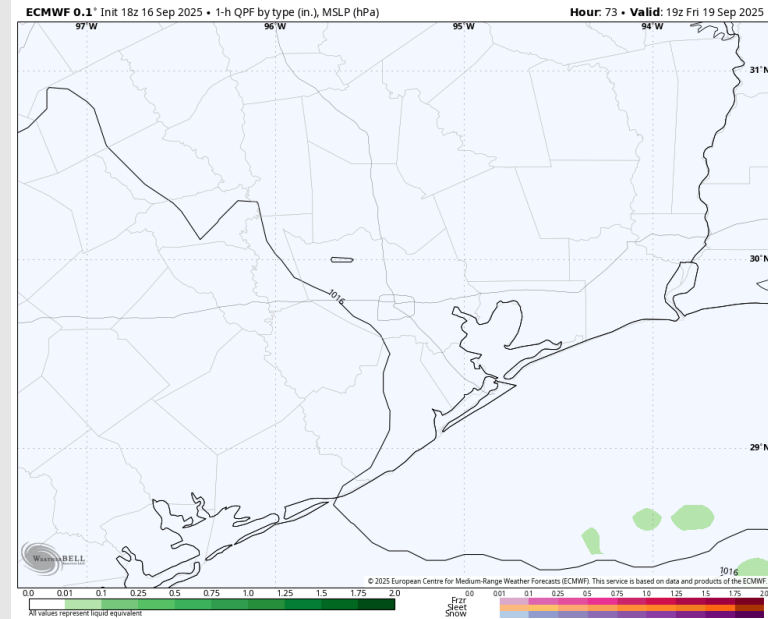 ECMWF 0.1° Init 18z 16 Sep 2025 • 1-h QPF by type (in.), MSLP (hPa)
Hour: 73 • Valid: 19z Fri 19 Sep 2025
97°W 96°W 95°W 94°W
31°N
30°N
1016
29°N
1016
WeatherBELL
© 2025 European Centre for Medium-Range Weather Forecasts (ECMWF). This service is based on data and products of the ECMWF.
0.0 0.01 0.1 0.25 0.5 0.75 1.0 1.25 1.5 1.75 2.0
0.0 .001 0.1 0.25 0.5 0.75 1.0 1.25 1.5 1.75 2.0
Frzr
Sleet
Snow
All values represent liquid equivalent